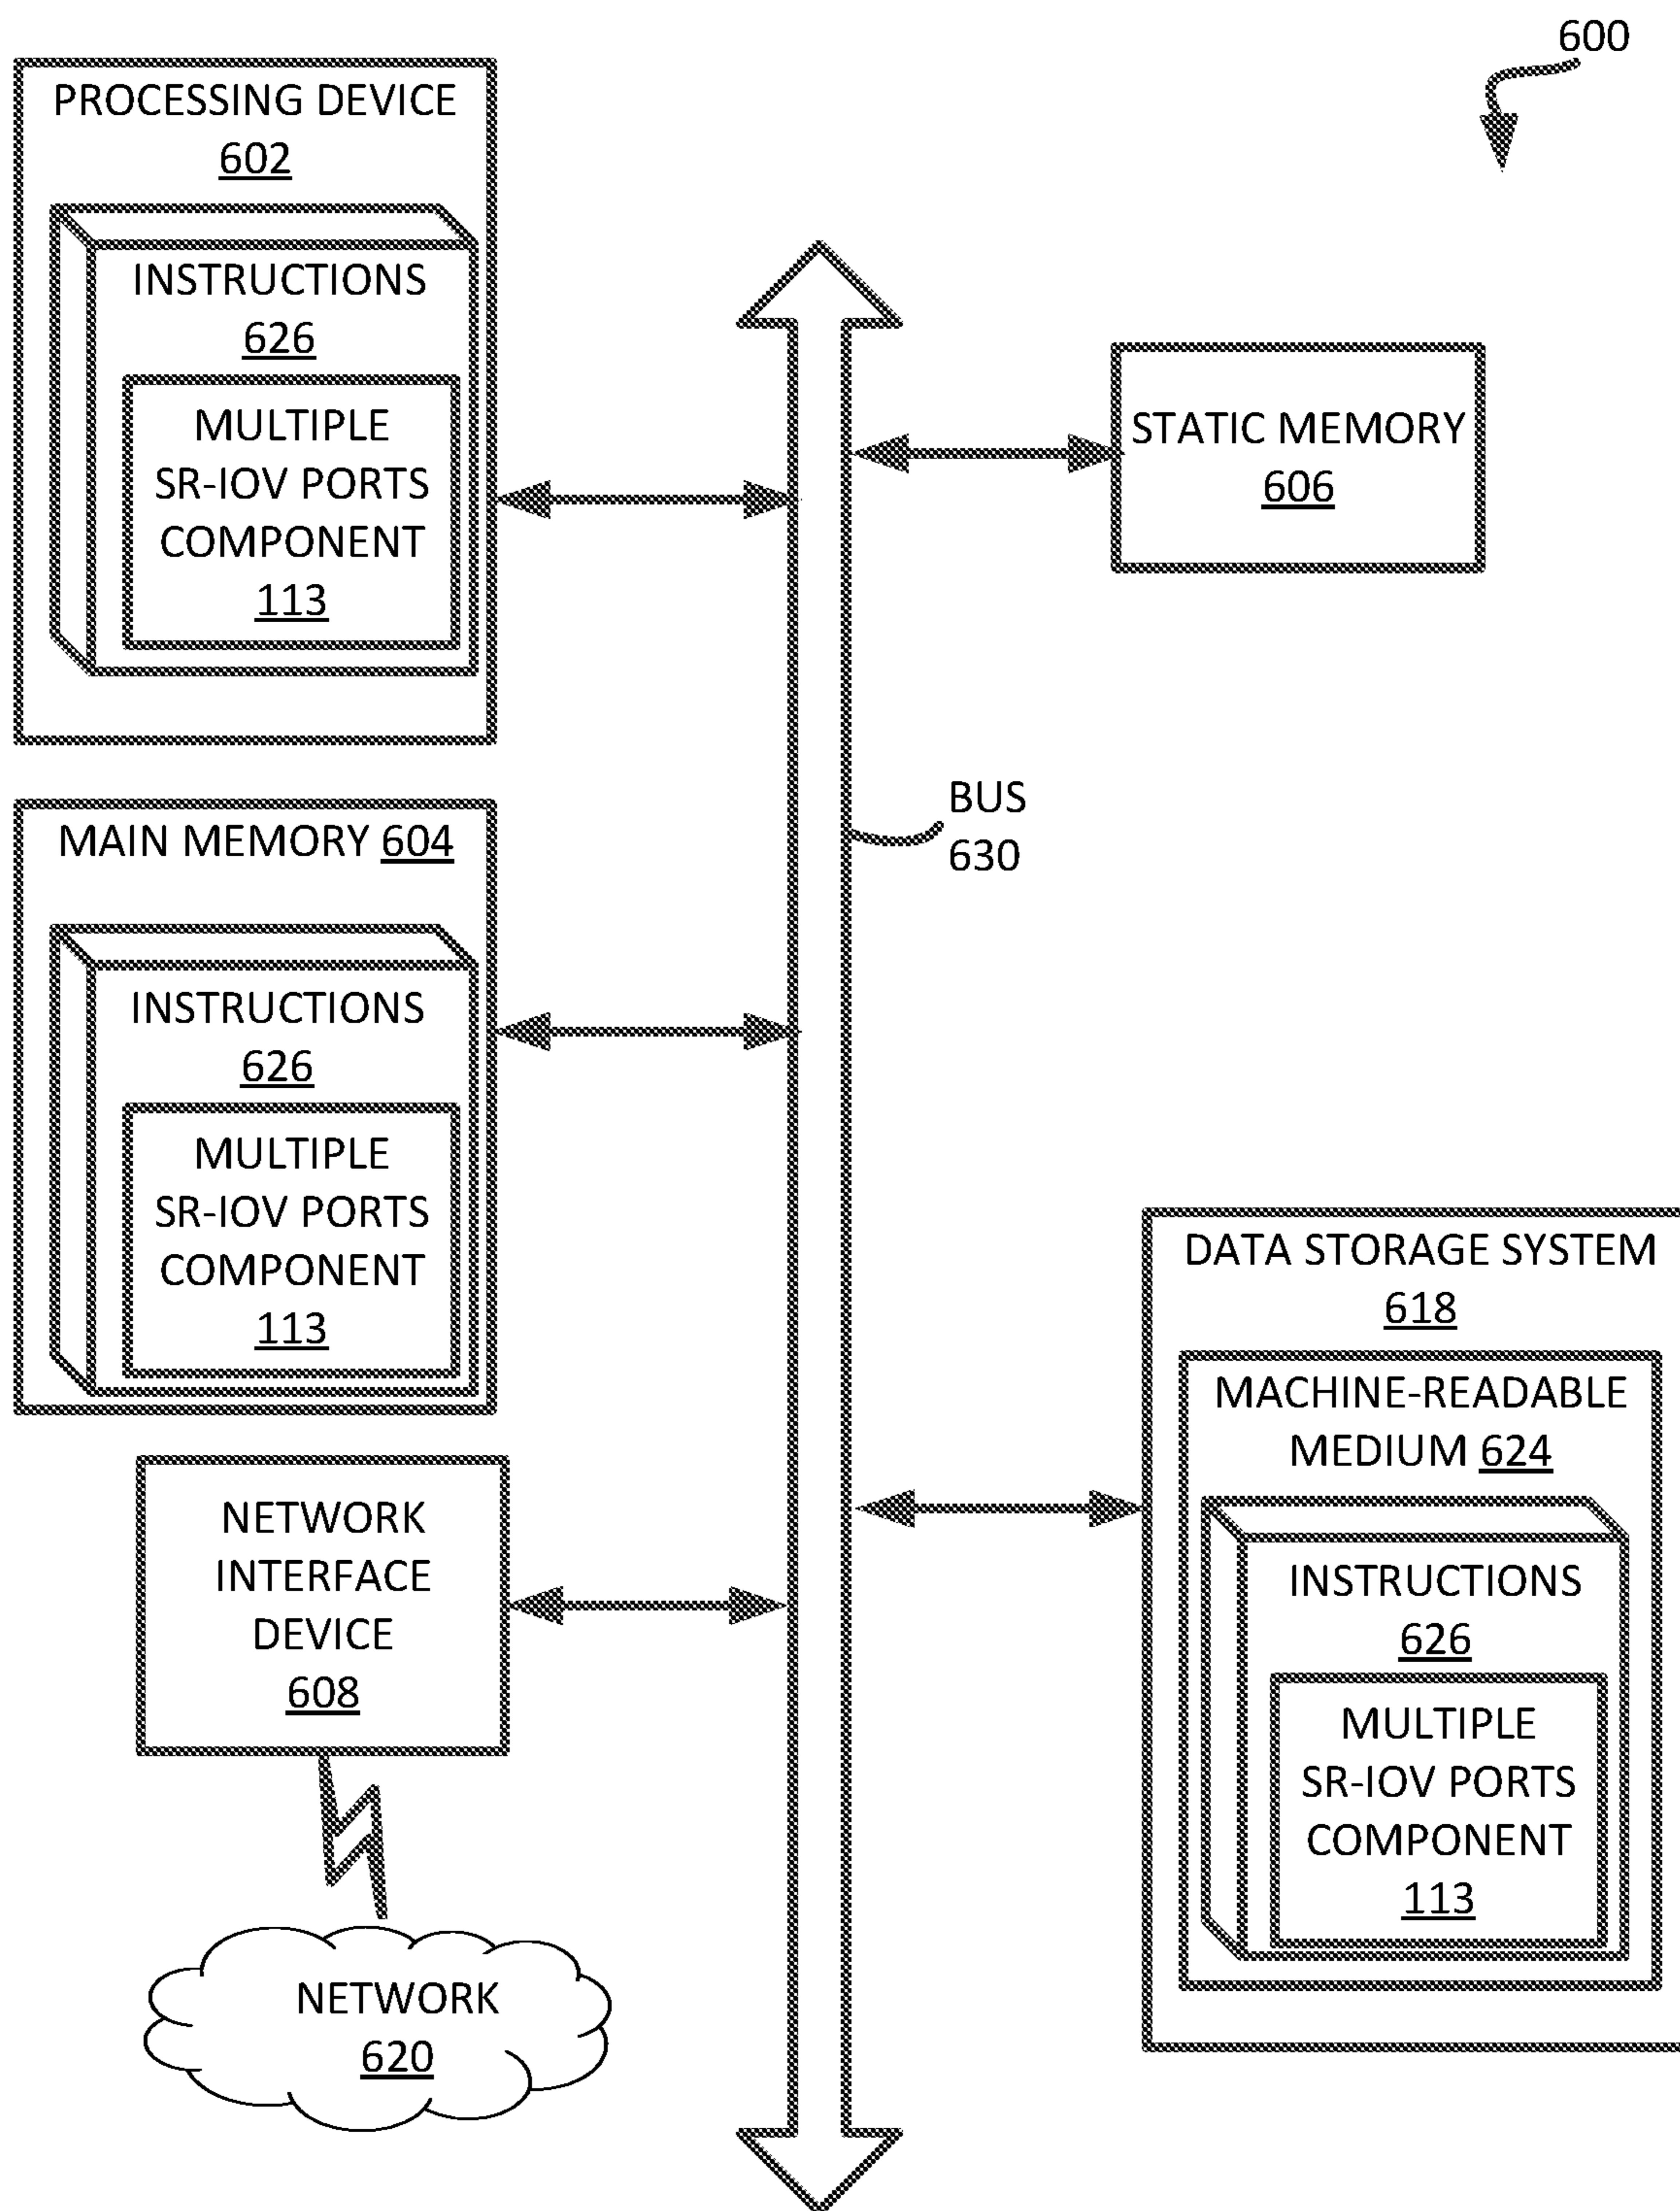 600
PROCESSING DEVICE
602
INSTRUCTIONS
626
MULTIPLE
SR-IOV PORTS
COMPONENT
113
STATIC MEMORY
606
BUS
630
MAIN MEMORY 604
INSTRUCTIONS
626
MULTIPLE
SR-IOV PORTS
COMPONENT
113
DATA STORAGE SYSTEM
618
MACHINE-READABLE
MEDIUM 624
INSTRUCTIONS
626
MULTIPLE
SR-IOV PORTS
COMPONENT
113
NETWORK
INTERFACE
DEVICE
608
NETWORK
620